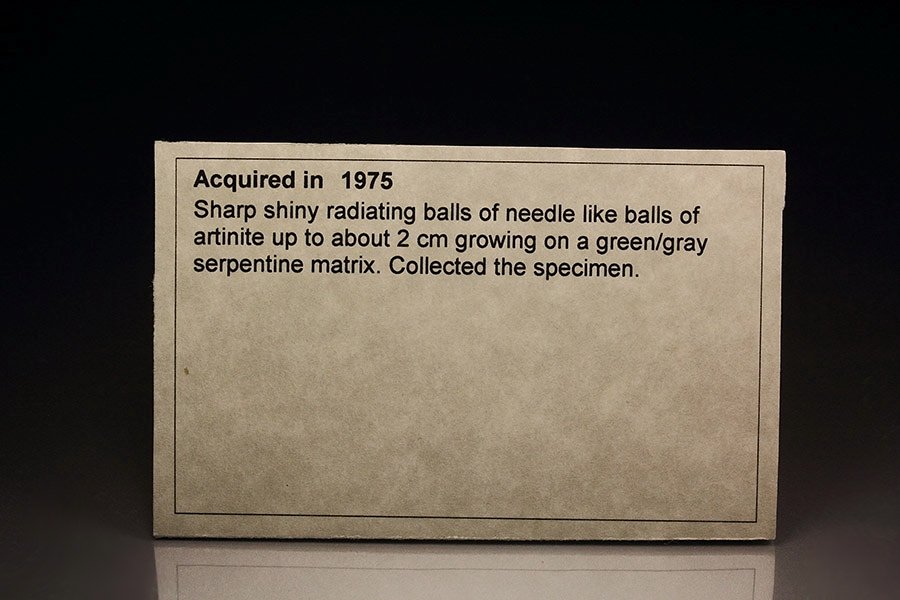 Acquired in 1975
Sharp shiny radiating balls of needle like balls of
artinite up to about 2 cm growing on a green/gray
serpentine matrix. Collected the specimen.